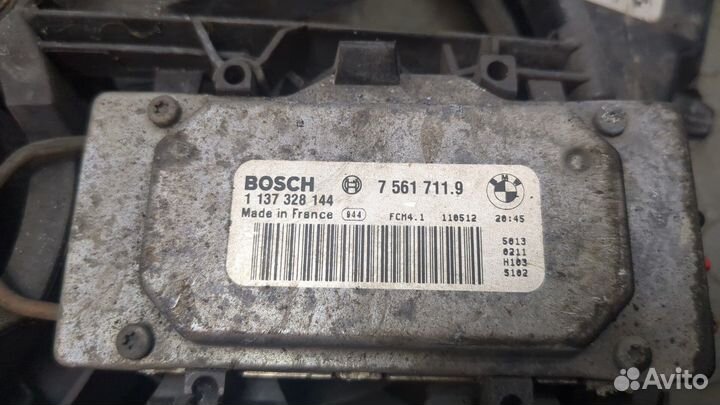 BOSCH 7 561 711.9 BMW
1 137 328 144
Made in France 944 FCM4.1 110512 20:45
5013
0211
H103
S102
Avito